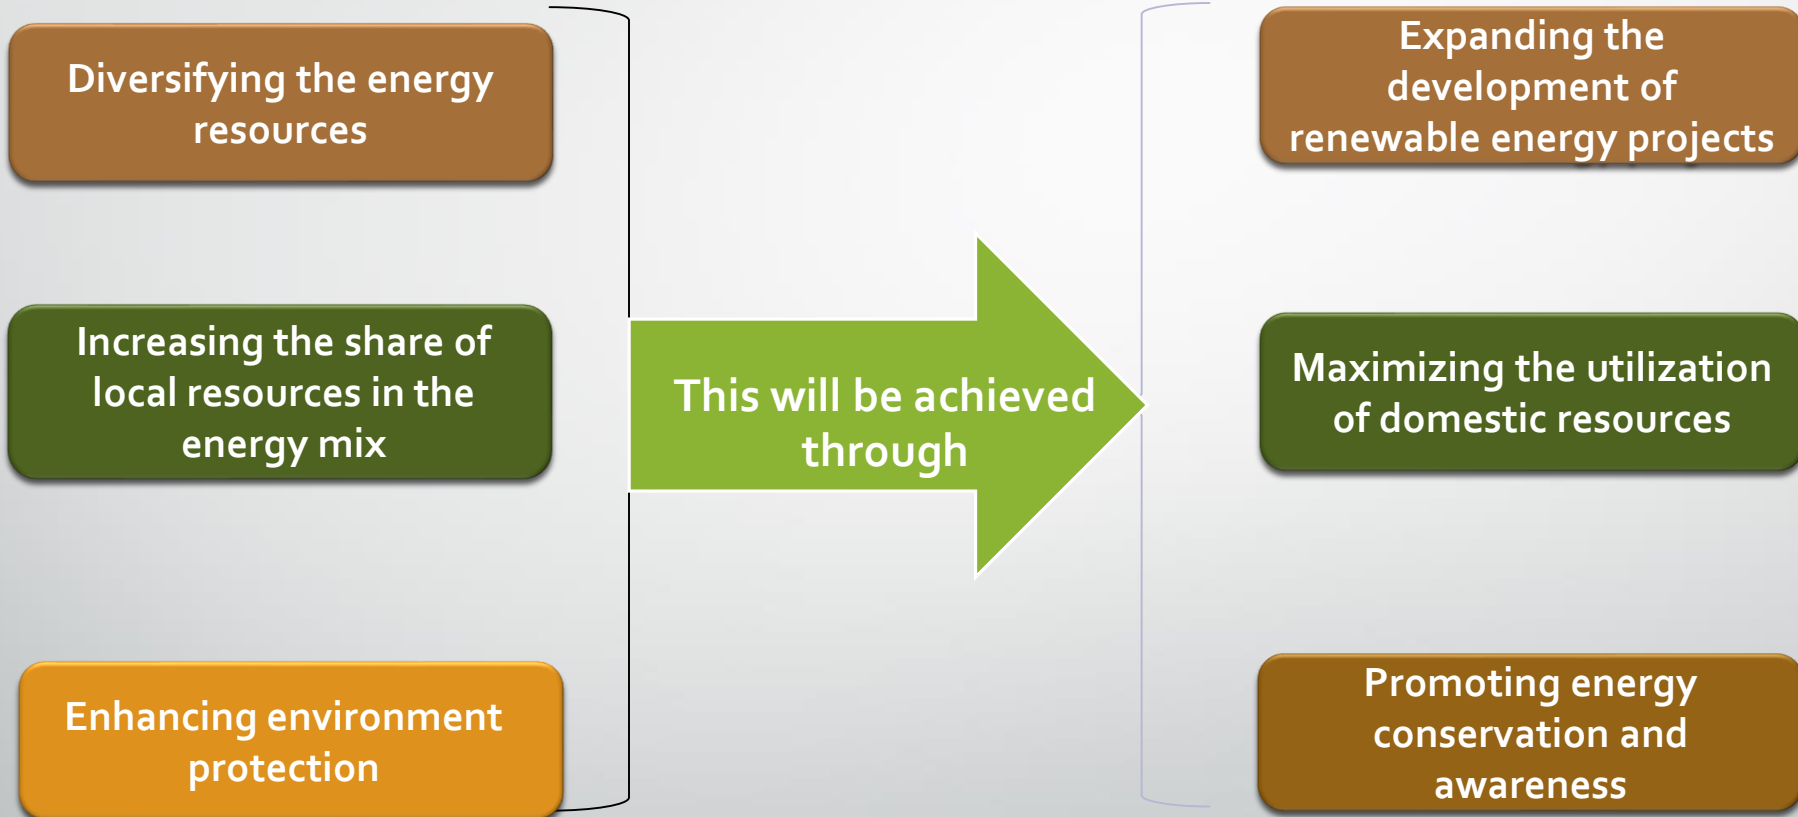 Diversifying the energy
resources
Increasing the share of
local resources in the
energy mix
Enhancing environment
protection
This will be achieved
through
Expanding the
development of
renewable energy projects
Maximizing the utilization
of domestic resources
Promoting energy
conservation and
awareness